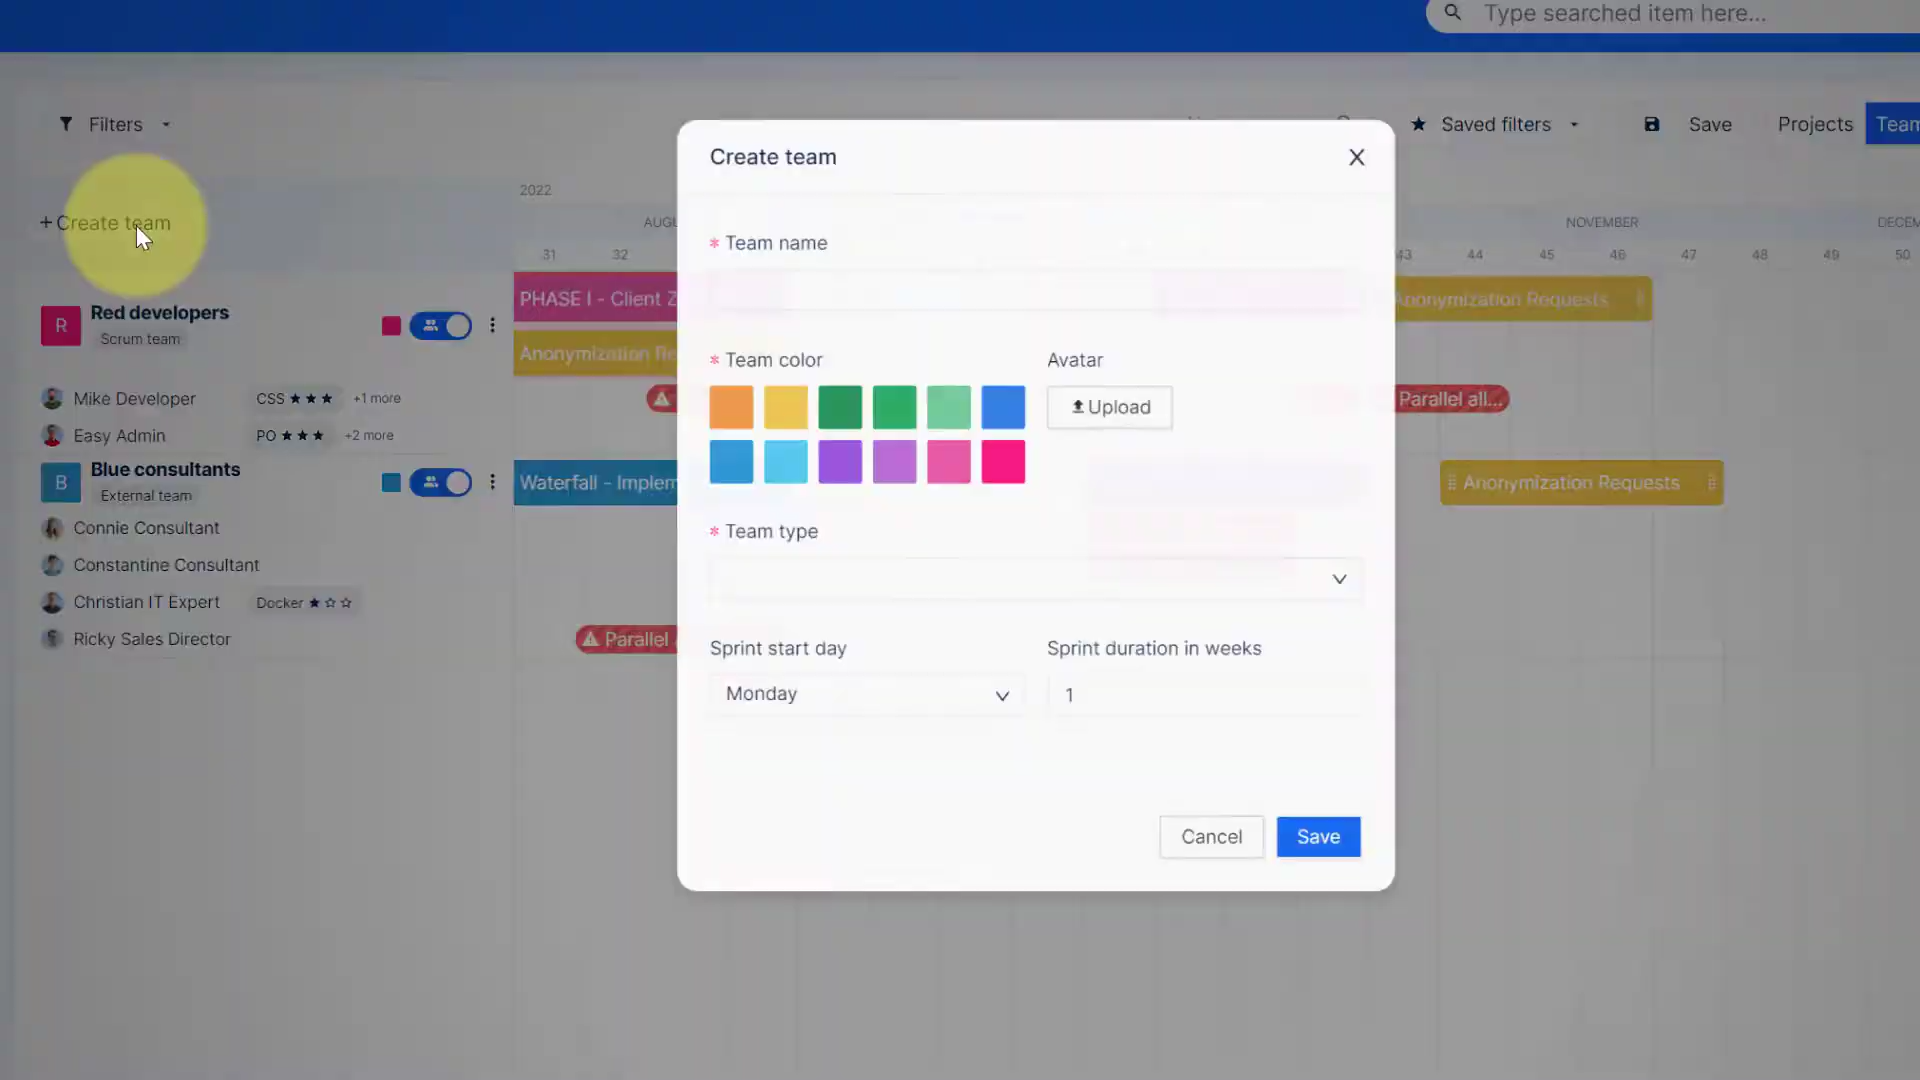 Type searched item here...
Filters
Saved filters
Save
Projects
Team
+ Create team
2022
AUGU
NOVEMBER
DECEM
31
32
43
44
45
46
47
48
49
50
R
Red developers
Scrum team
Mike Developer
CSS ★★★
+1 more
Easy Admin
PO ★★★
+2 more
B
Blue consultants
External team
Connie Consultant
Constantine Consultant
Christian IT Expert
Docker ★☆☆
Ricky Sales Director
PHASE I - Client Z
Anonymization Re
Waterfall - Implem
Parallel
Anonymization Requests
Parallel all...
Anonymization Requests
Create team
X
* Team name
* Team color
Avatar
Upload
* Team type
Sprint start day
Sprint duration in weeks
Monday
1
Cancel
Save